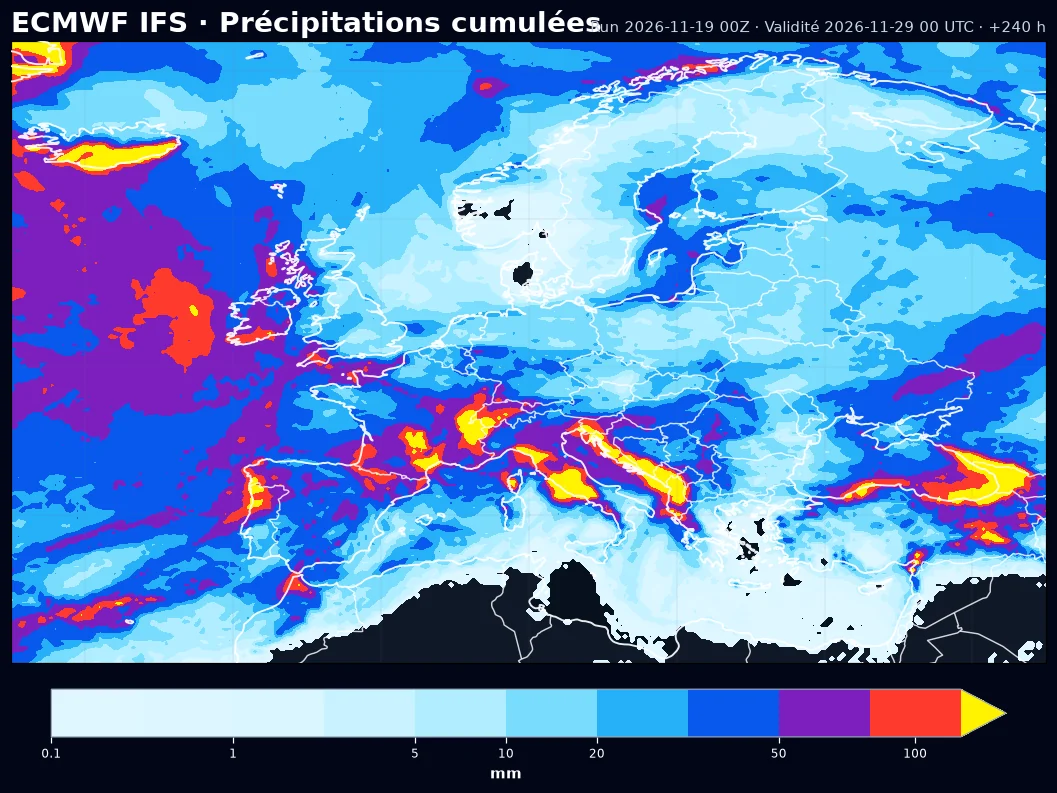 ECMWF IFS · Précipitations cumulées
Run 2026-11-19 00Z · Validité 2026-11-29 00 UTC · +240 h
0.1 1 5 10 20 50 100
mm